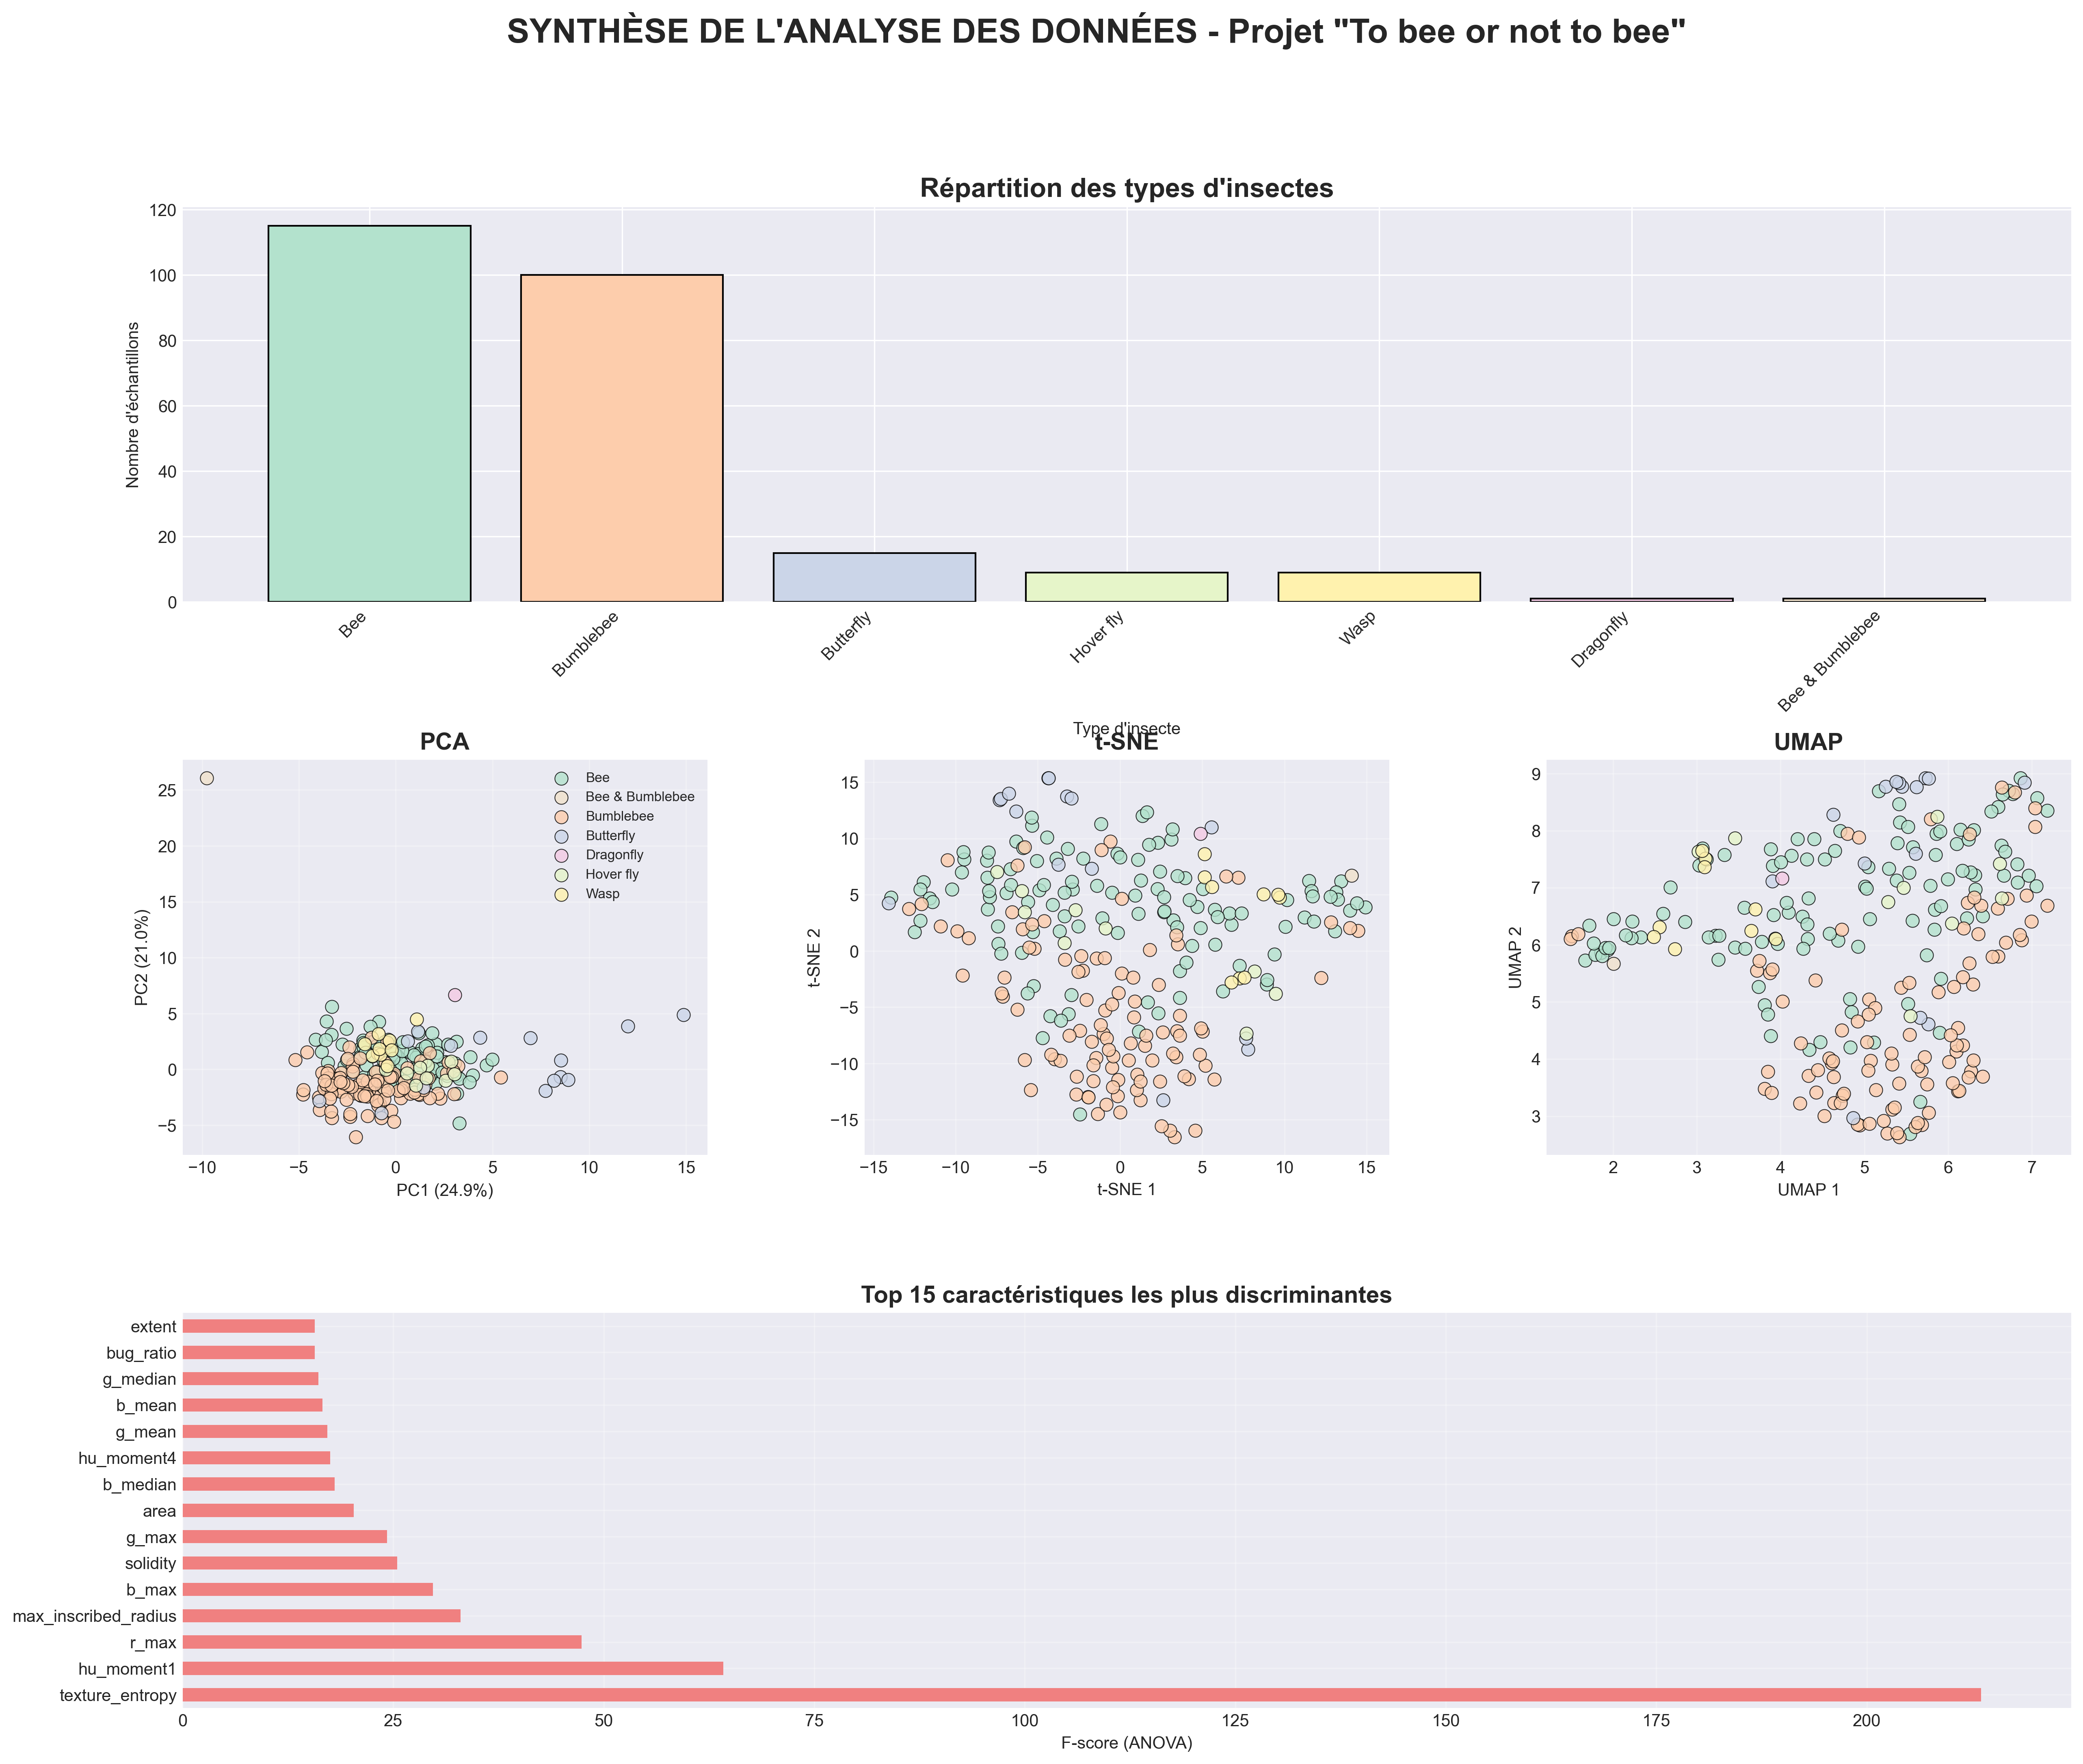 SYNTHÈSE DE L'ANALYSE DES DONNÉES - Projet "To bee or not to bee"
Répartition des types d'insectes
120
100
80
60
40
20
0
Nombre d'échantillons
Bee
Bumblebee
Butterfly
Hover fly
Wasp
Dragonfly
Bee & Bumblebee
Type d'insecte
PCA
25
20
15
10
5
0
−5
PC2 (21.0%)
Bee
Bee & Bumblebee
Bumblebee
Butterfly
Dragonfly
Hover fly
Wasp
−10 −5 0 5 10 15
PC1 (24.9%)
t-SNE
15
10
5
0
−5
−10
−15
t-SNE 2
−15 −10 −5 0 5 10 15
t-SNE 1
UMAP
9
8
7
6
5
4
3
UMAP 2
2 3 4 5 6 7
UMAP 1
Top 15 caractéristiques les plus discriminantes
extent
bug_ratio
g_median
b_mean
g_mean
hu_moment4
b_median
area
g_max
solidity
b_max
max_inscribed_radius
r_max
hu_moment1
texture_entropy
0 25 50 75 100 125 150 175 200
F-score (ANOVA)